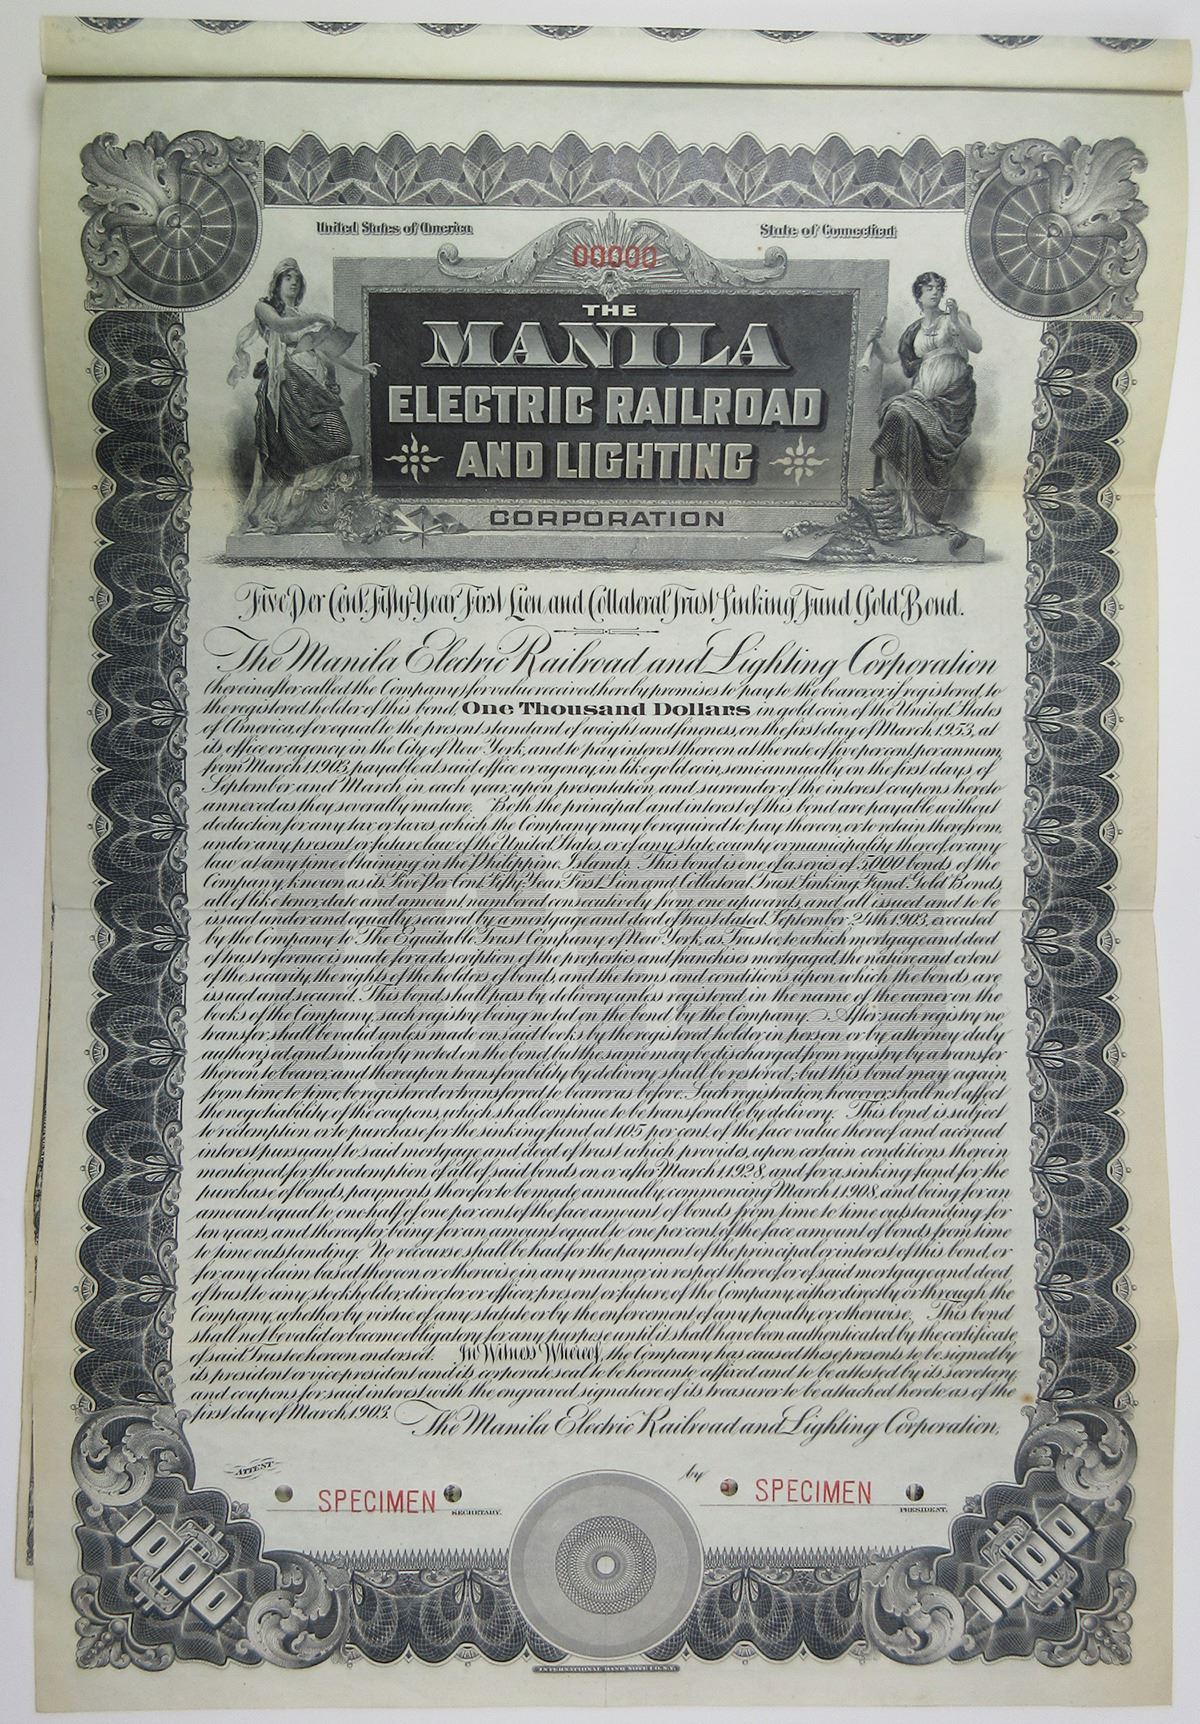 United States of America
State of Connecticut
00000
THE
MANILA
ELECTRIC RAILROAD
AND LIGHTING
CORPORATION
Five Per Cent. Fifty-Year First Lien and Collateral Trust Sinking Fund Gold Bond.
The Manila Electric Railroad and Lighting Corporation
(hereinafter called the Company) for value received hereby promises to pay to the bearer, or, if registered, to
the registered holder of this bond, One Thousand Dollars in gold coin of the United States
of America, of or equal to the present standard of weight and fineness, on the first day of March 1953, at
its office or agency in the City of New York, and to pay interest thereon at the rate of five per cent. per annum,
from March 1, 1903, payable at said office or agency, in like gold coin, semi-annually on the first days of
September and March in each year, upon presentation and surrender of the interest coupons hereto
annexed as they severally mature. Both the principal and interest of this bond are payable without
deduction for any tax or taxes, which the Company may be required to pay thereon, or to retain therefrom,
under any present or future law of the United States, or of any state, county or municipality thereof, or any
law at any time obtaining in the Philippine Islands. This bond is one of a series of 5000 bonds of the
Company, known as its Five Per Cent. Fifty-Year First Lien and Collateral Trust Sinking Fund Gold Bonds,
all of like tenor, date and amount, numbered consecutively from one upwards, and all issued and to be
issued under and equally secured by a mortgage and deed of trust dated September 24th 1903, executed
by the Company to The Equitable Trust Company of New York, as Trustee, to which mortgage and deed
of trust reference is made for a description of the properties and franchises mortgaged, the nature and extent
of the security, the rights of the holders of bonds, and the terms and conditions upon which the bonds are
issued and secured. This bond shall pass by delivery unless registered in the name of the owner on the
books of the Company, such registry being noted on the bond by the Company. After such registry no
transfer shall be valid unless made on said books by the registered holder in person or by attorney duly
authorized and similarly noted on the bond, but the same may be discharged from registry by a transfer
thereon to bearer, and thereupon transferability by delivery shall be restored; but this bond may again,
from time to time, be registered or transferred to bearer as before. Such registration, however, shall not affect
the negotiability of the coupons, which shall continue to be transferable by delivery. This bond is subject
to redemption or to purchase for the sinking fund at 105 per cent. of the face value thereof and accrued
interest pursuant to said mortgage and deed of trust which provides, upon certain conditions therein
mentioned for the redemption of all of said bonds on or after March 1, 1928, and for a sinking fund for the
purchase of bonds, payments therefor to be made annually, commencing March 1, 1908, and being for an
amount equal to one half of one per cent of the face amount of bonds from time to time outstanding for
ten years, and thereafter being for an amount equal to one per cent. of the face amount of bonds from time
to time outstanding. No recourse shall be had for the payment of the principal or interest of this bond, or
for any claim based thereon or otherwise in any manner in respect thereof, or of said mortgage and deed
of trust, to any stockholder, director or officer, present or future, of the Company, either directly or through the
Company, whether by virtue of any statute or by the enforcement of any penalty or otherwise. This bond
shall not be valid or become obligatory for any purpose until it shall have been authenticated by the certificate
of said Trustee hereon endorsed. In Witness Whereof, the Company has caused these presents to be signed by
its president or vice president and its corporate seal to be hereunto affixed and to be attested by its secretary,
and coupons for said interest with the engraved signature of its treasurer to be attached hereto as of the
first day of March, 1903. The Manila Electric Railroad and Lighting Corporation,
ATTEST
by
SPECIMEN SECRETARY.
SPECIMEN PRESIDENT.
1000
1000
INTERNATIONAL BANK NOTE CO. N.Y.